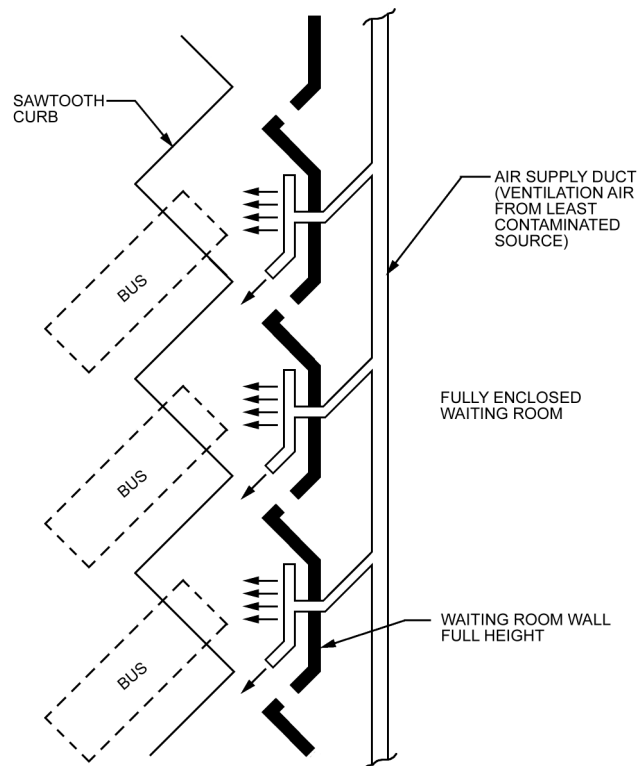 SAWTOOTH
CURB
AIR SUPPLY DUCT
(VENTILATION AIR
FROM LEAST
CONTAMINATED
SOURCE)
BUS
FULLY ENCLOSED
WAITING ROOM
BUS
WAITING ROOM WALL
FULL HEIGHT
BUS